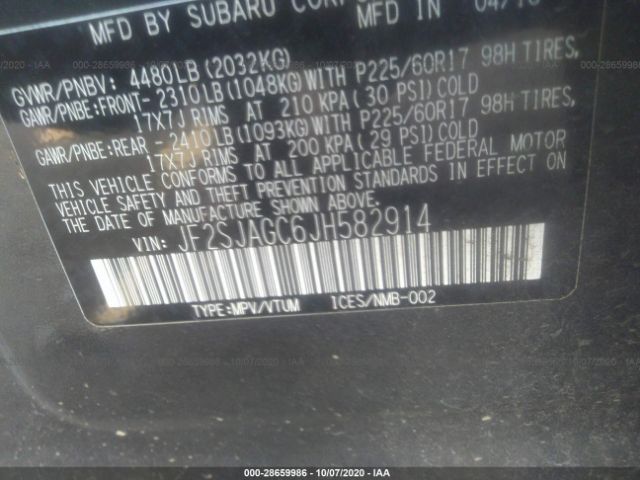 MFD BY SUBARU CORPO
MFD IN 04/18
GVWR/PNBV: 4480LB(2032KG)
GAWR/PNBE:FRONT- 2310LB(1048KG)WITH P225/60R17 98H TIRES,
17X7J RIMS AT 210 KPA(30 PSI)COLD
GAWR/PNBE:REAR - 2410LB(1093KG)WITH P225/60R17 98H TIRES,
17X7J RIMS AT 200 KPA(29 PSI)COLD
THIS VEHICLE CONFORMS TO ALL APPLICABLE FEDERAL MOTOR
VEHICLE SAFETY AND THEFT PREVENTION STANDARDS IN EFFECT ON
THE DATE OF MANUFACTURE SHOWN ABOVE.
VIN: JF2SJAGC6JH582914
TYPE:MPV/VTUM ICES/NMB-002
000-28659986 - 10/07/2020 - IAA